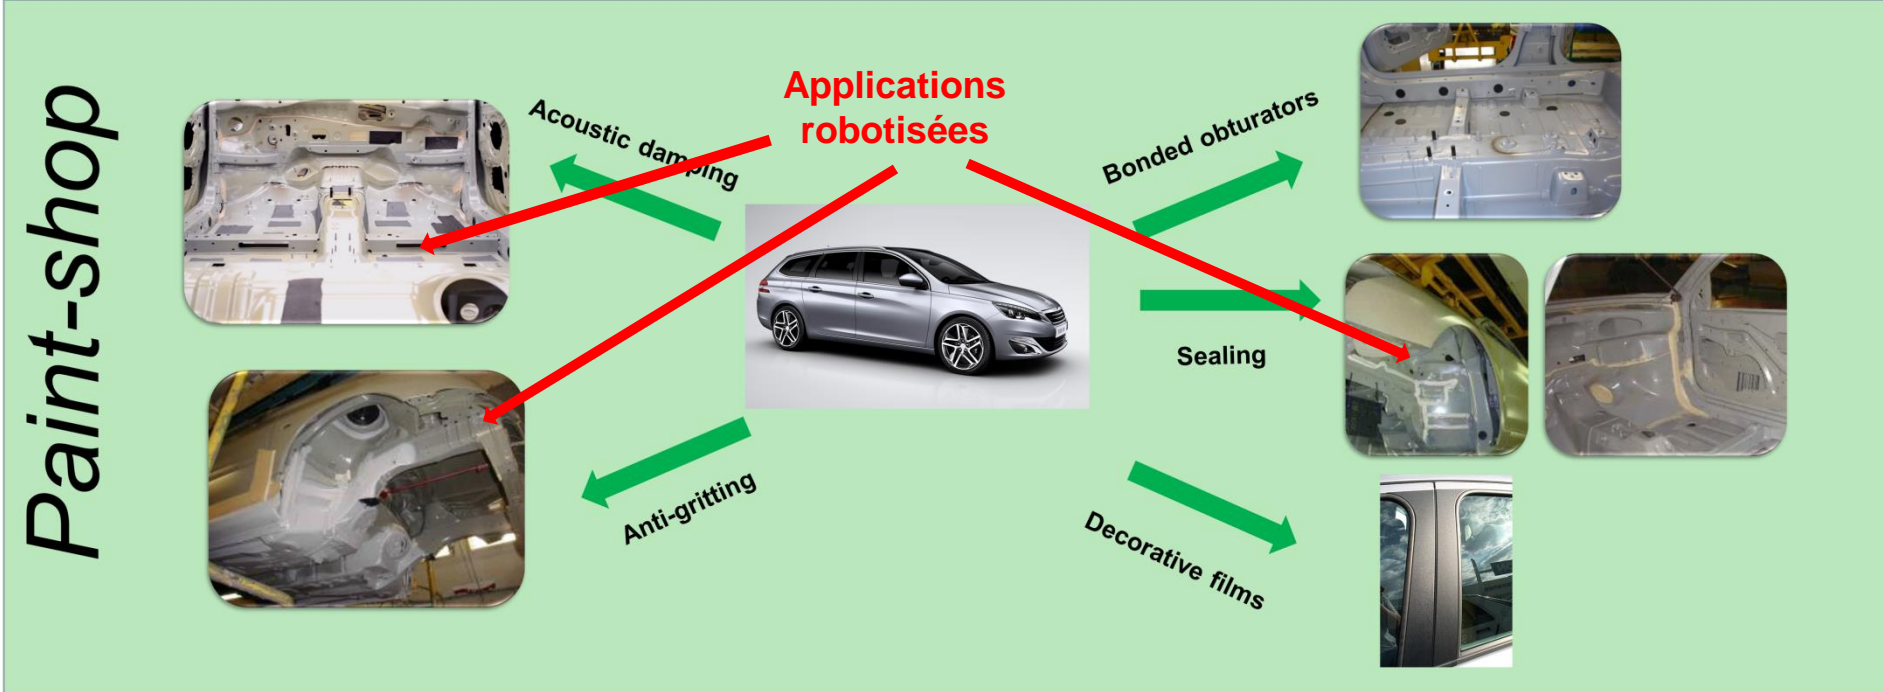 Paint-shop
Acoustic damping
Applications
robotisées
Bonded obturators
Sealing
Anti-gritting
Decorative films